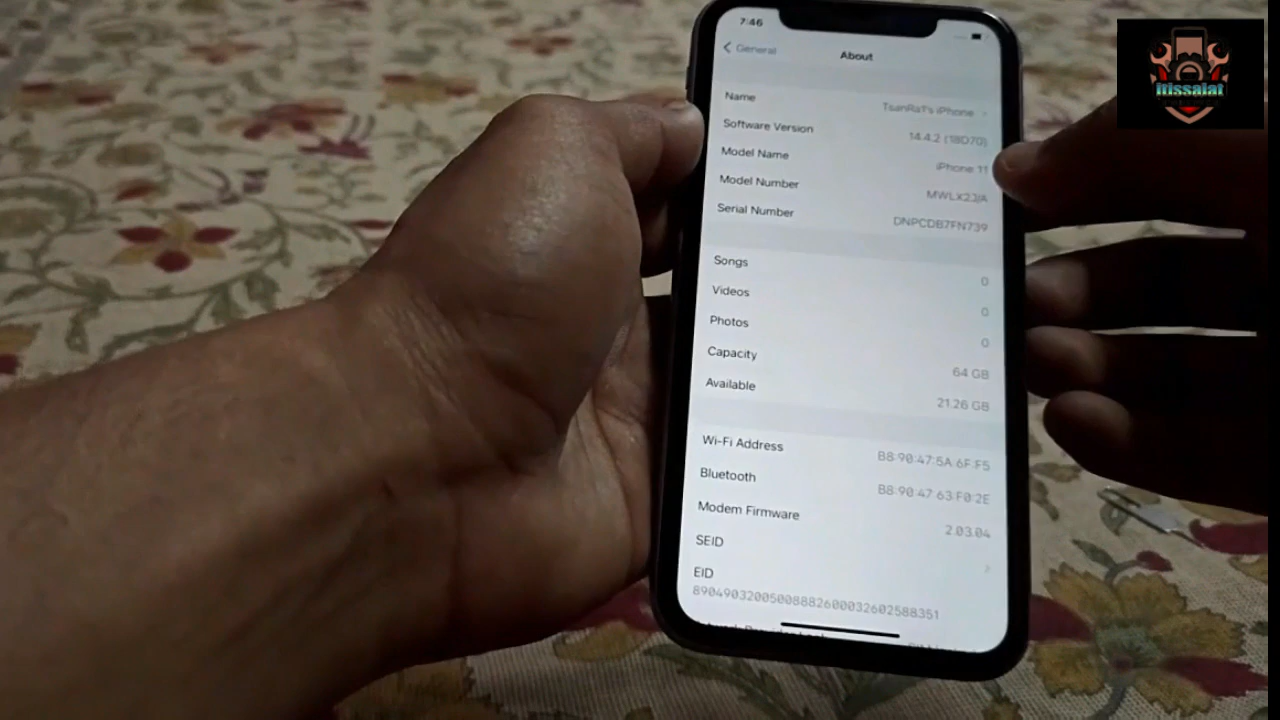 7:46
General
About
Name TsanRaT's iPhone
Software Version 14.4.2 (18D70)
Model Name iPhone 11
Model Number MWLX2J/A
Serial Number DNPCDB7FN739
Songs 0
Videos 0
Photos 0
Capacity 64 GB
Available 21.26 GB
Wi-Fi Address B8:90:47:5A:6F:F5
Bluetooth B8:90:47:63:F0:2E
Modem Firmware 2.03.04
SEID
EID
89049032005008882600032602588351